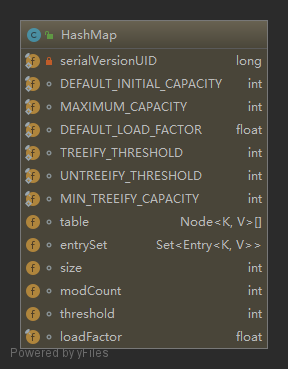 HashMap
serialVersionUID long
DEFAULT_INITIAL_CAPACITY int
MAXIMUM_CAPACITY int
DEFAULT_LOAD_FACTOR float
TREEIFY_THRESHOLD int
UNTREEIFY_THRESHOLD int
MIN_TREEIFY_CAPACITY int
table Node<K, V>[]
entrySet Set<Entry<K, V>>
size int
modCount int
threshold int
loadFactor float
Powered by yFiles